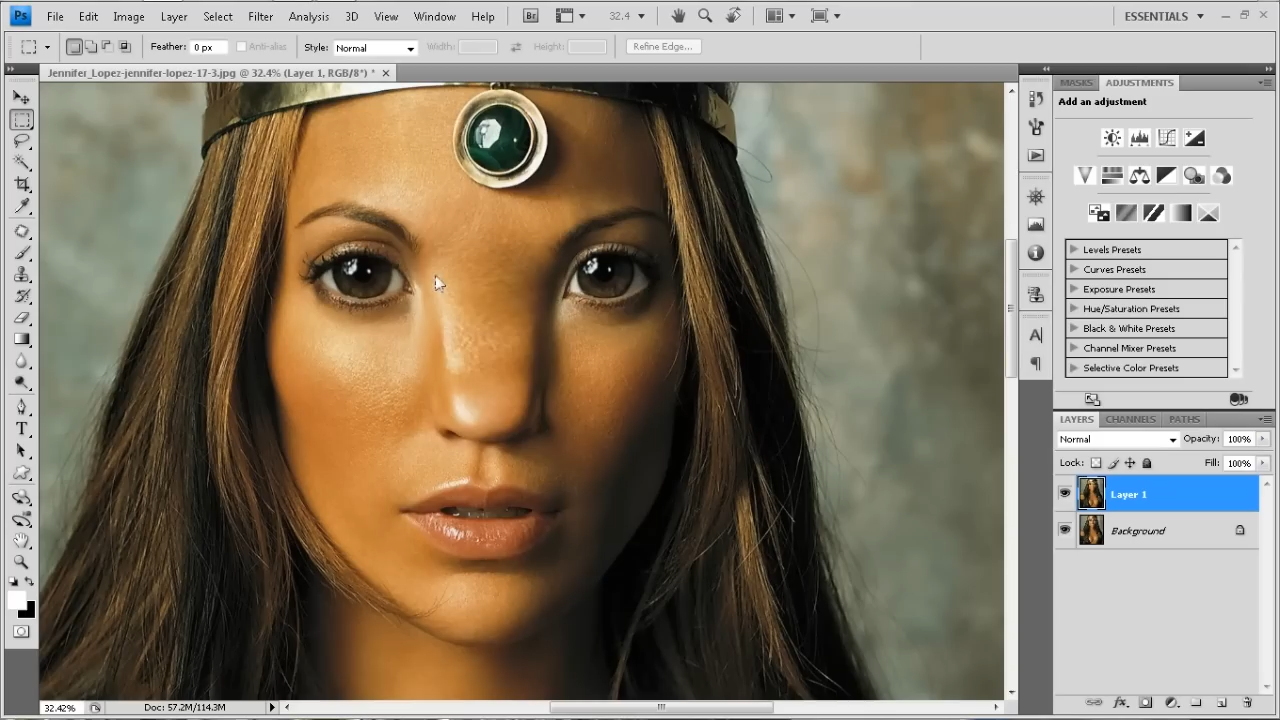 Ps File Edit Image Layer Select Filter Analysis 3D View Window Help Br 32.4 ESSENTIALS
Feather: 0 px Anti-alias Style: Normal Width: Height: Refine Edge...
Jennifer_Lopez-jennifer-lopez-17-3.jpg @ 32.4% (Layer 1, RGB/8*) *
MASKS ADJUSTMENTS
Add an adjustment
Levels Presets
Curves Presets
Exposure Presets
Hue/Saturation Presets
Black & White Presets
Channel Mixer Presets
Selective Color Presets
LAYERS CHANNELS PATHS
Normal Opacity: 100%
Lock: Fill: 100%
Layer 1
Background
32.42% Doc: 57.2M/114.3M